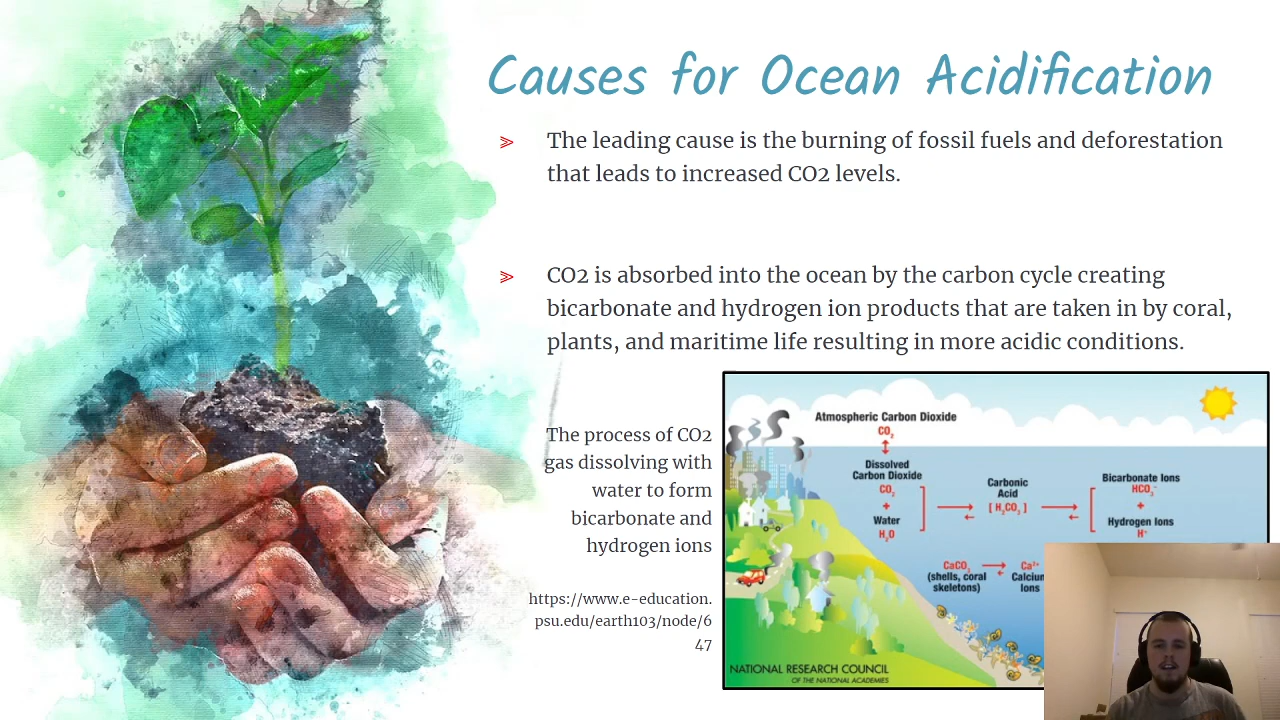 Causes for Ocean Acidification
The leading cause is the burning of fossil fuels and deforestation
that leads to increased CO2 levels.
CO2 is absorbed into the ocean by the carbon cycle creating
bicarbonate and hydrogen ion products that are taken in by coral,
plants, and maritime life resulting in more acidic conditions.
The process of CO2
gas dissolving with
water to form
bicarbonate and
hydrogen ions
https://www.e-education.
psu.edu/earth103/node/6
47
Atmospheric Carbon Dioxide
CO₂
Dissolved
Carbon Dioxide
CO₂
+
Water
H₂O
Carbonic
Acid
[ H₂CO₃ ]
Bicarbonate Ions
HCO₃⁻
+
Hydrogen Ions
H⁺
CaCO₃
(shells, coral
skeletons)
Ca²⁺
Calcium
Ions
NATIONAL RESEARCH COUNCIL
OF THE NATIONAL ACADEMIES